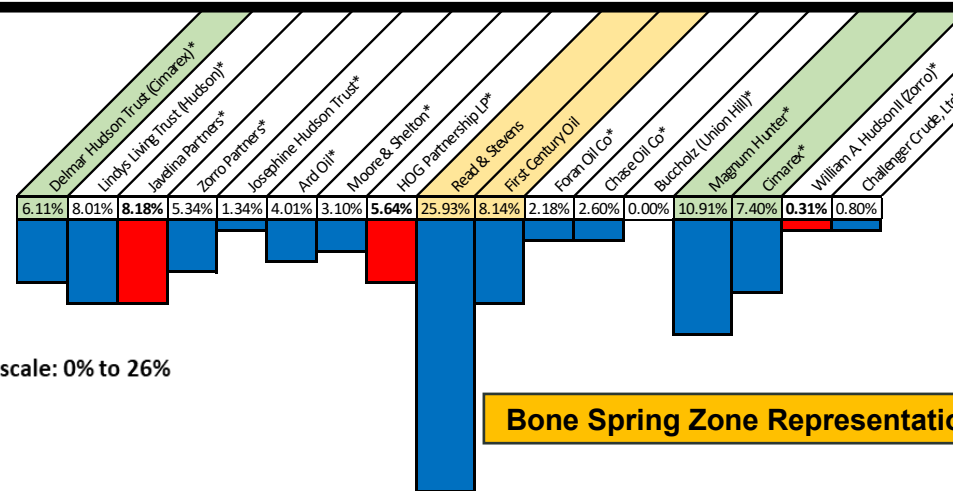 Delmar Hudson Trust (Cimarex)*
Lindys Living Trust (Hudson)*
Javelina Partners*
Zorro Partners*
Josephine Hudson Trust*
Ard Oil*
Moore & Shelton*
HOG Partnership LP*
Read & Stevens
First Century Oil
Foran Oil Co*
Chase Oil Co*
Buccholz (Union Hill)*
Magnum Hunter*
Cimarex*
William A. Hudson II (Zorro)*
Challenger Crude, Ltd
6.11% 8.01% 8.18% 5.34% 1.34% 4.01% 3.10% 5.64% 25.93% 8.14% 2.18% 2.60% 0.00% 10.91% 7.40% 0.31% 0.80%
scale: 0% to 26%
Bone Spring Zone Representatio